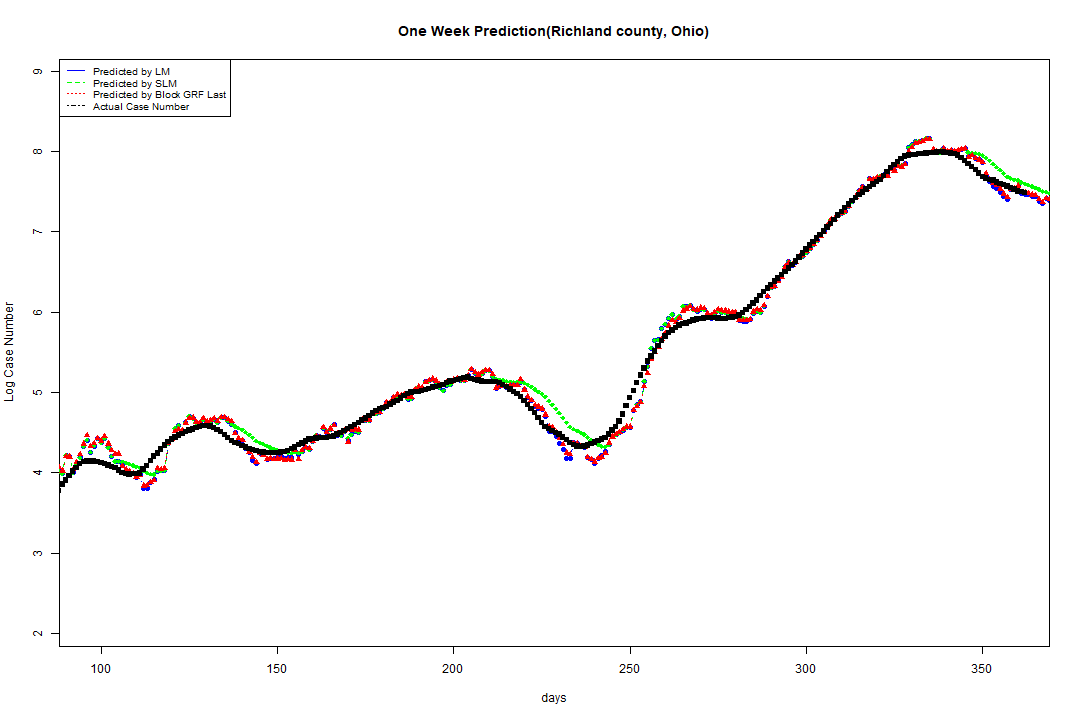 One Week Prediction(Richland county, Ohio)
Predicted by LM
Predicted by SLM
Predicted by Block GRF Last
Actual Case Number
9
8
7
6
5
4
3
2
Log Case Number
100 150 200 250 300 350
days